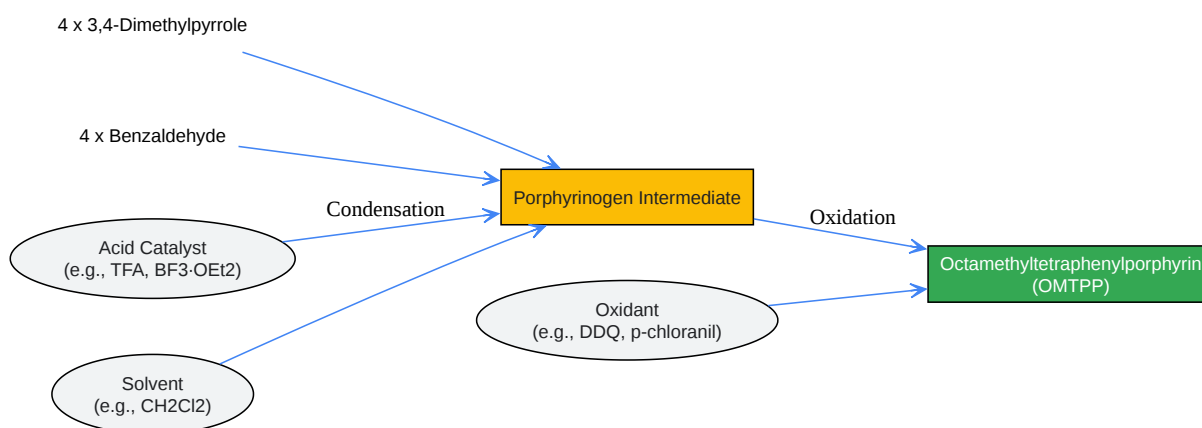 4 x 3,4-Dimethylpyrrole
4 x Benzaldehyde
Condensation
Porphyrinogen Intermediate
Oxidation
Acid Catalyst
(e.g., TFA, BF3·OEt2)
Octamethyltetraphenylporphyrin
(OMTPP)
Oxidant
(e.g., DDQ, p-chloranil)
Solvent
(e.g., CH2Cl2)